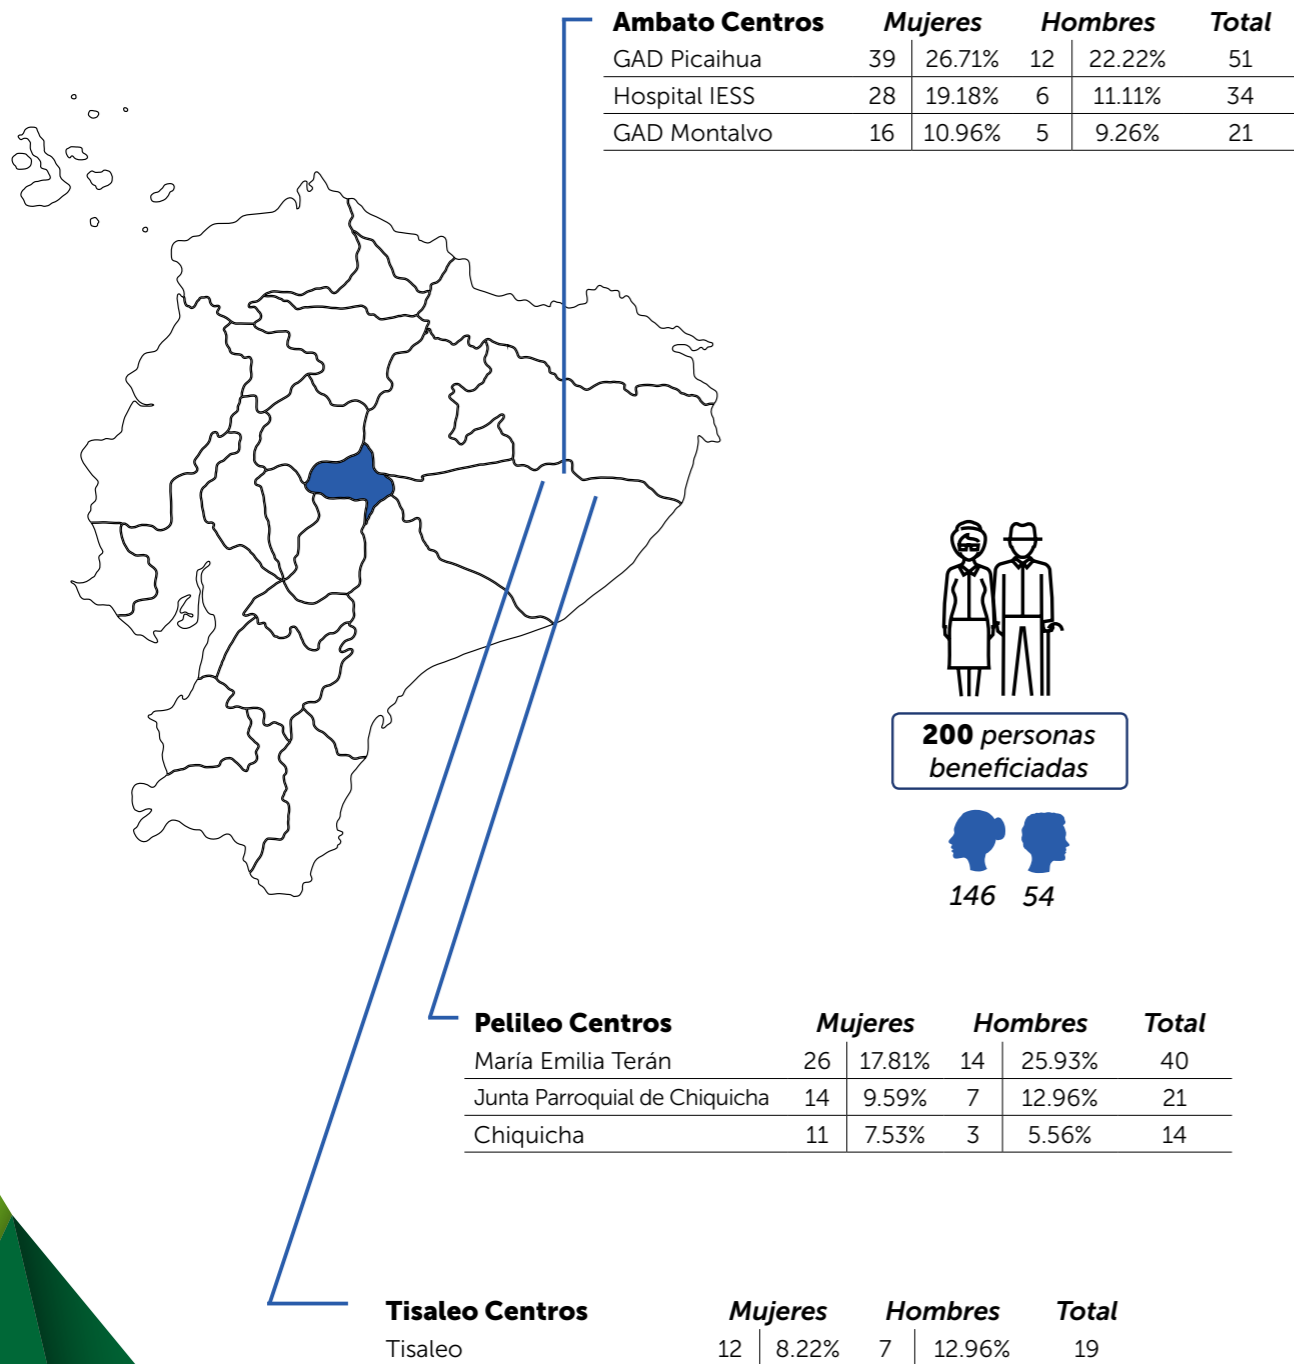 Ambato Centros Mujeres Hombres Total
GAD Picaihua 39 26.71% 12 22.22% 51
Hospital IESS 28 19.18% 6 11.11% 34
GAD Montalvo 16 10.96% 5 9.26% 21
200 personas
beneficiadas
146 54
Pelileo Centros Mujeres Hombres Total
María Emilia Terán 26 17.81% 14 25.93% 40
Junta Parroquial de Chiquicha 14 9.59% 7 12.96% 21
Chiquicha 11 7.53% 3 5.56% 14
Tisaleo Centros Mujeres Hombres Total
Tisaleo 12 8.22% 7 12.96% 19